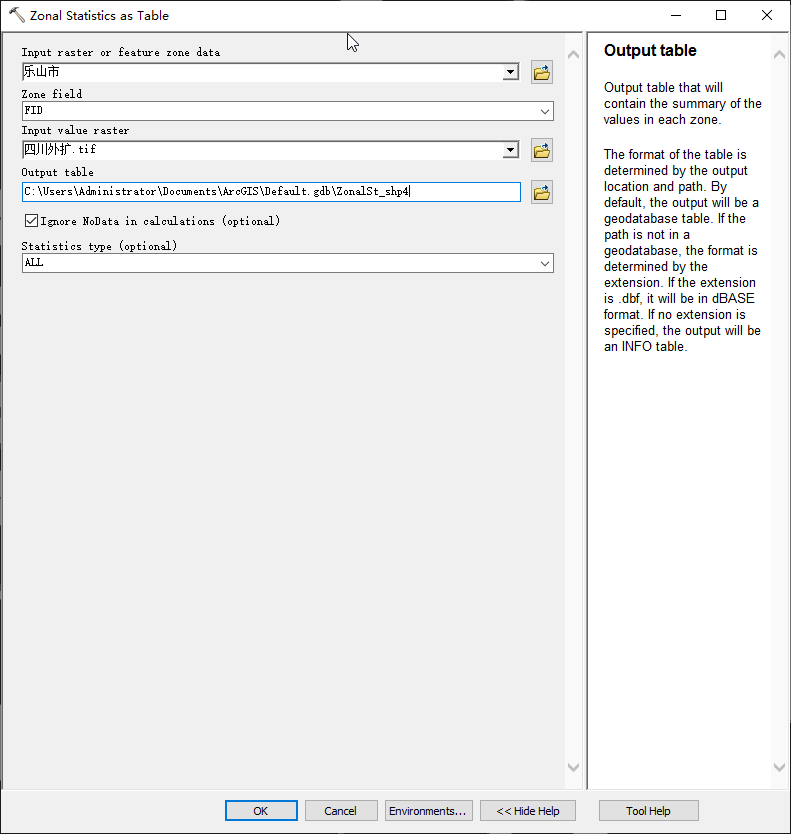 Zonal Statistics as Table
Input raster or feature zone data
乐山市
Zone field
FID
Input value raster
四川外扩.tif
Output table
C:\Users\Administrator\Documents\ArcGIS\Default.gdb\ZonalSt_shp4
Ignore NoData in calculations (optional)
Statistics type (optional)
ALL
Output table
Output table that will
contain the summary of the
values in each zone.
The format of the table is
determined by the output
location and path. By
default, the output will be a
geodatabase table. If the
path is not in a
geodatabase, the format is
determined by the
extension. If the extension
is .dbf, it will be in dBASE
format. If no extension is
specified, the output will be
an INFO table.
OK
Cancel
Environments...
<< Hide Help
Tool Help